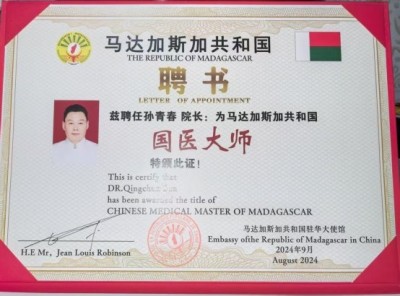 马达加斯加共和国
THE REPUBLIC OF MADAGASCAR
聘书
LETTER OF APPOINTMENT
兹聘任孙青春 院长：为马达加斯加共和国
国医大师
特颁此证！
This is certify that
DR.Qingchun Sun
has been awarded the title of
CHINESE MEDICAL MASTER OF MADAGASCAR
H.E Mr, Jean Louis Robinson
马达加斯加共和国驻华大使馆
Embassy ofthe Republic of Madagascar in China
2024年9月
August 2024